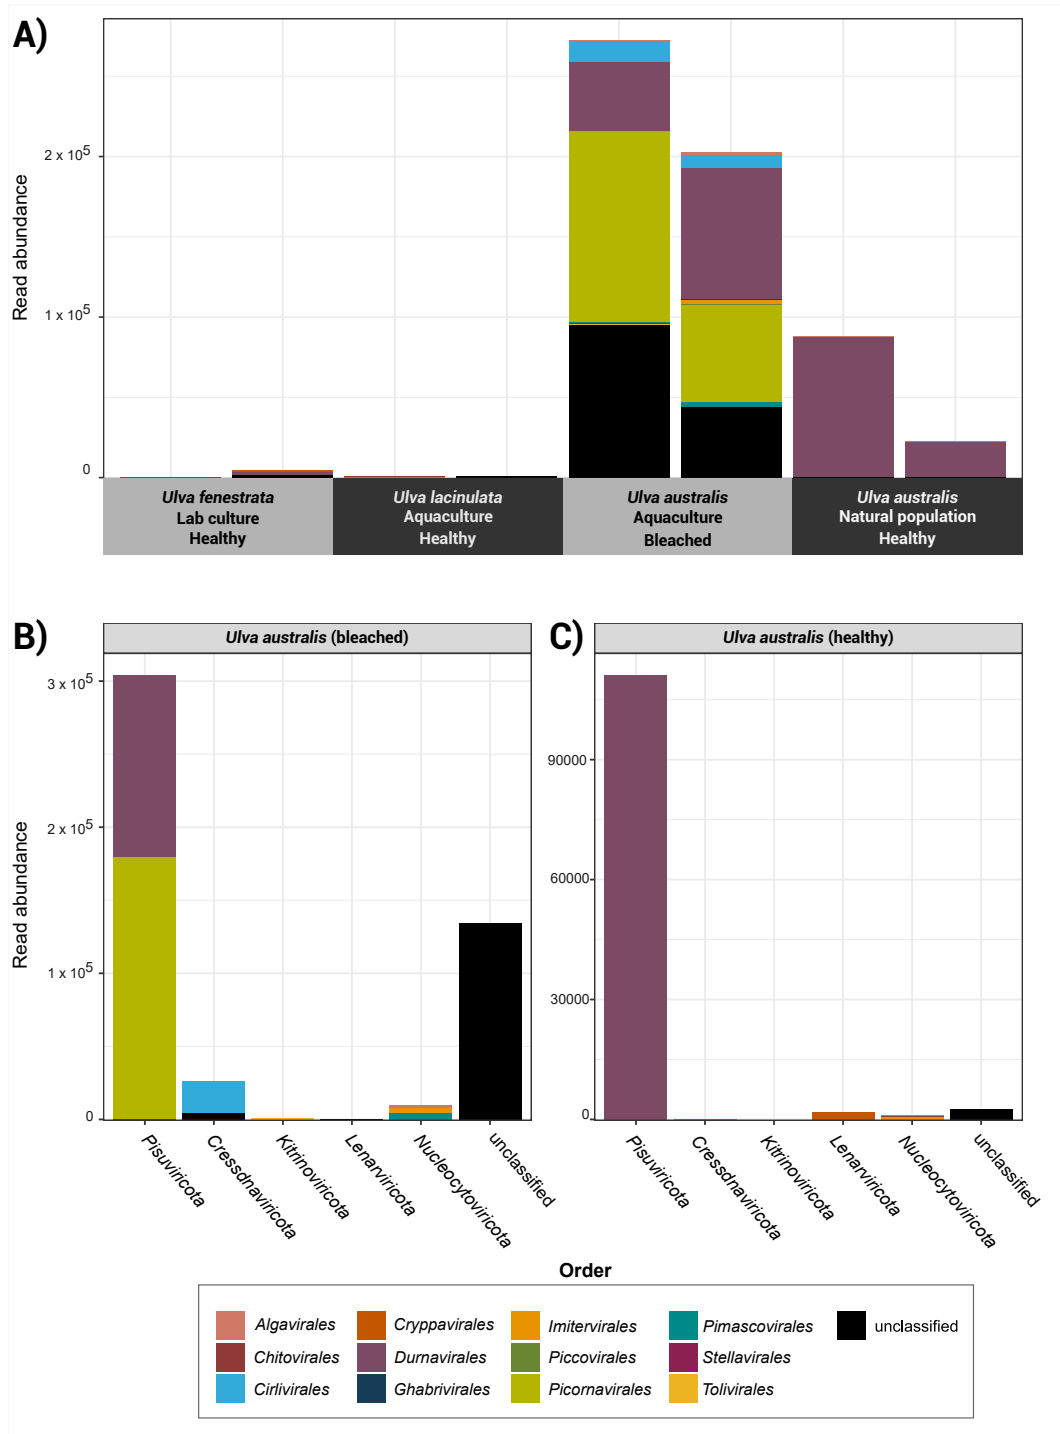 A)
Read abundance
2 x 10^5
1 x 10^5
0
Ulva fenestrata
Lab culture
Healthy
Ulva lacinulata
Aquaculture
Healthy
Ulva australis
Aquaculture
Bleached
Ulva australis
Natural population
Healthy
B)
Ulva australis (bleached)
Read abundance
3 x 10^5
2 x 10^5
1 x 10^5
0
Pisuviricota
Cressdnaviricota
Kitrinoviricota
Lenarviricota
Nucleocytoviricota
unclassified
C)
Ulva australis (healthy)
90000
60000
30000
0
Pisuviricota
Cressdnaviricota
Kitrinoviricota
Lenarviricota
Nucleocytoviricota
unclassified
Order
Algavirales
Cryppavirales
Imitervirales
Pimascovirales
unclassified
Chitovirales
Durnavirales
Piccovirales
Stellavirales
Cirlivirales
Ghabrivirales
Picornavirales
Tolivirales